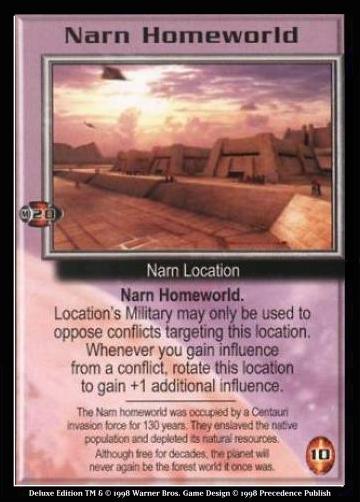 Narn Homeworld
M 20
Narn Location
Narn Homeworld.
Location's Military may only be used to
oppose conflicts targeting this location.
Whenever you gain influence
from a conflict, rotate this location
to gain +1 additional influence.
The Narn homeworld was occupied by a Centauri
invasion force for 130 years. They enslaved the native
population and depleted its natural resources.
Although free for decades, the planet will
never again be the forest world it once was.
10
Deluxe Edition TM & © 1998 Warner Bros. Game Design © 1998 Precedence Publish